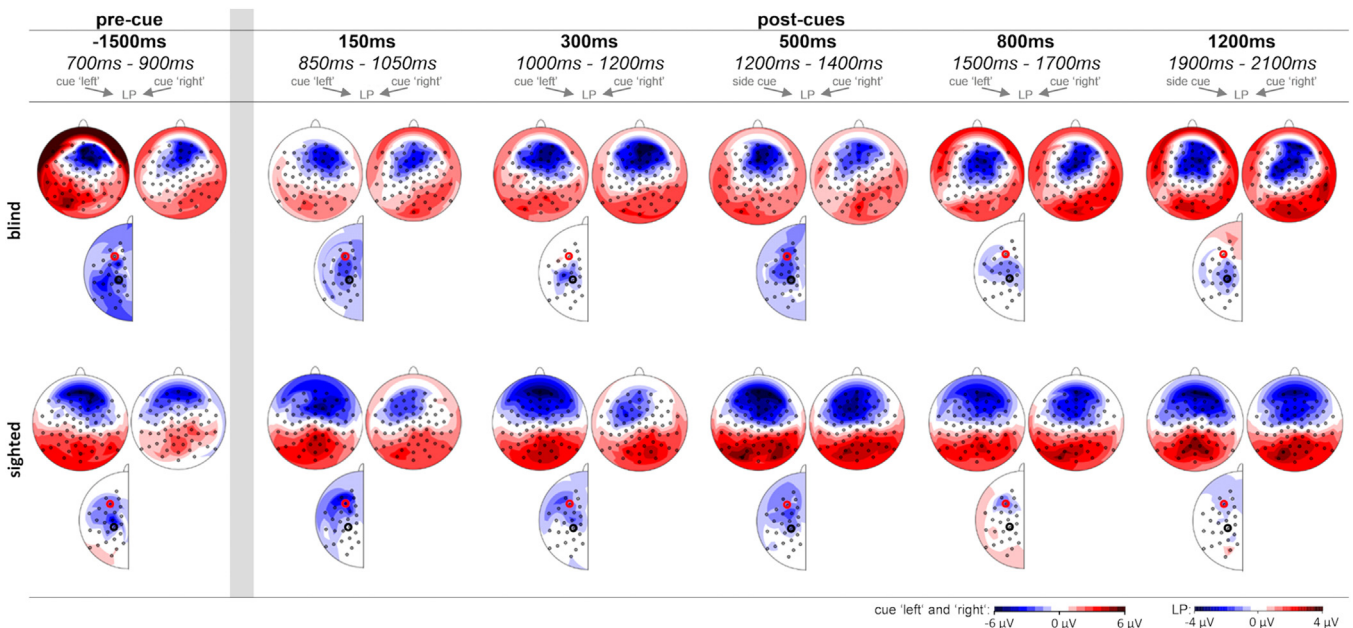 pre-cue post-cues
-1500ms 150ms 300ms 500ms 800ms 1200ms
700ms - 900ms 850ms - 1050ms 1000ms - 1200ms 1200ms - 1400ms 1500ms - 1700ms 1900ms - 2100ms
cue 'left' cue 'right' cue 'left' cue 'right' cue 'left' cue 'right' side cue cue 'right' cue 'left' cue 'right' side cue cue 'right'
LP LP LP LP LP LP
blind
sighted
cue 'left' and 'right': LP:
-6 µV 0 µV 6 µV -4 µV 0 µV 4 µV